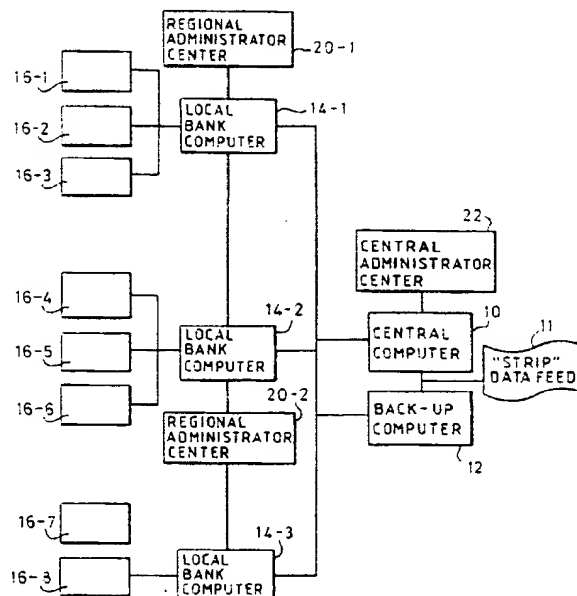 REGIONAL
ADMINISTRATOR
CENTER
20-1
16-1
16-2
16-3
LOCAL
BANK
COMPUTER
14-1
22
CENTRAL
ADMINISTRATOR
CENTER
16-4
16-5
16-6
14-2
LOCAL
BANK
COMPUTER
10
CENTRAL
COMPUTER
11
"STRIP"
DATA FEED
BACK-UP
COMPUTER
12
20-2
REGIONAL
ADMINISTRATOR
CENTER
16-7
16-8
14-3
LOCAL
BANK
COMPUTER